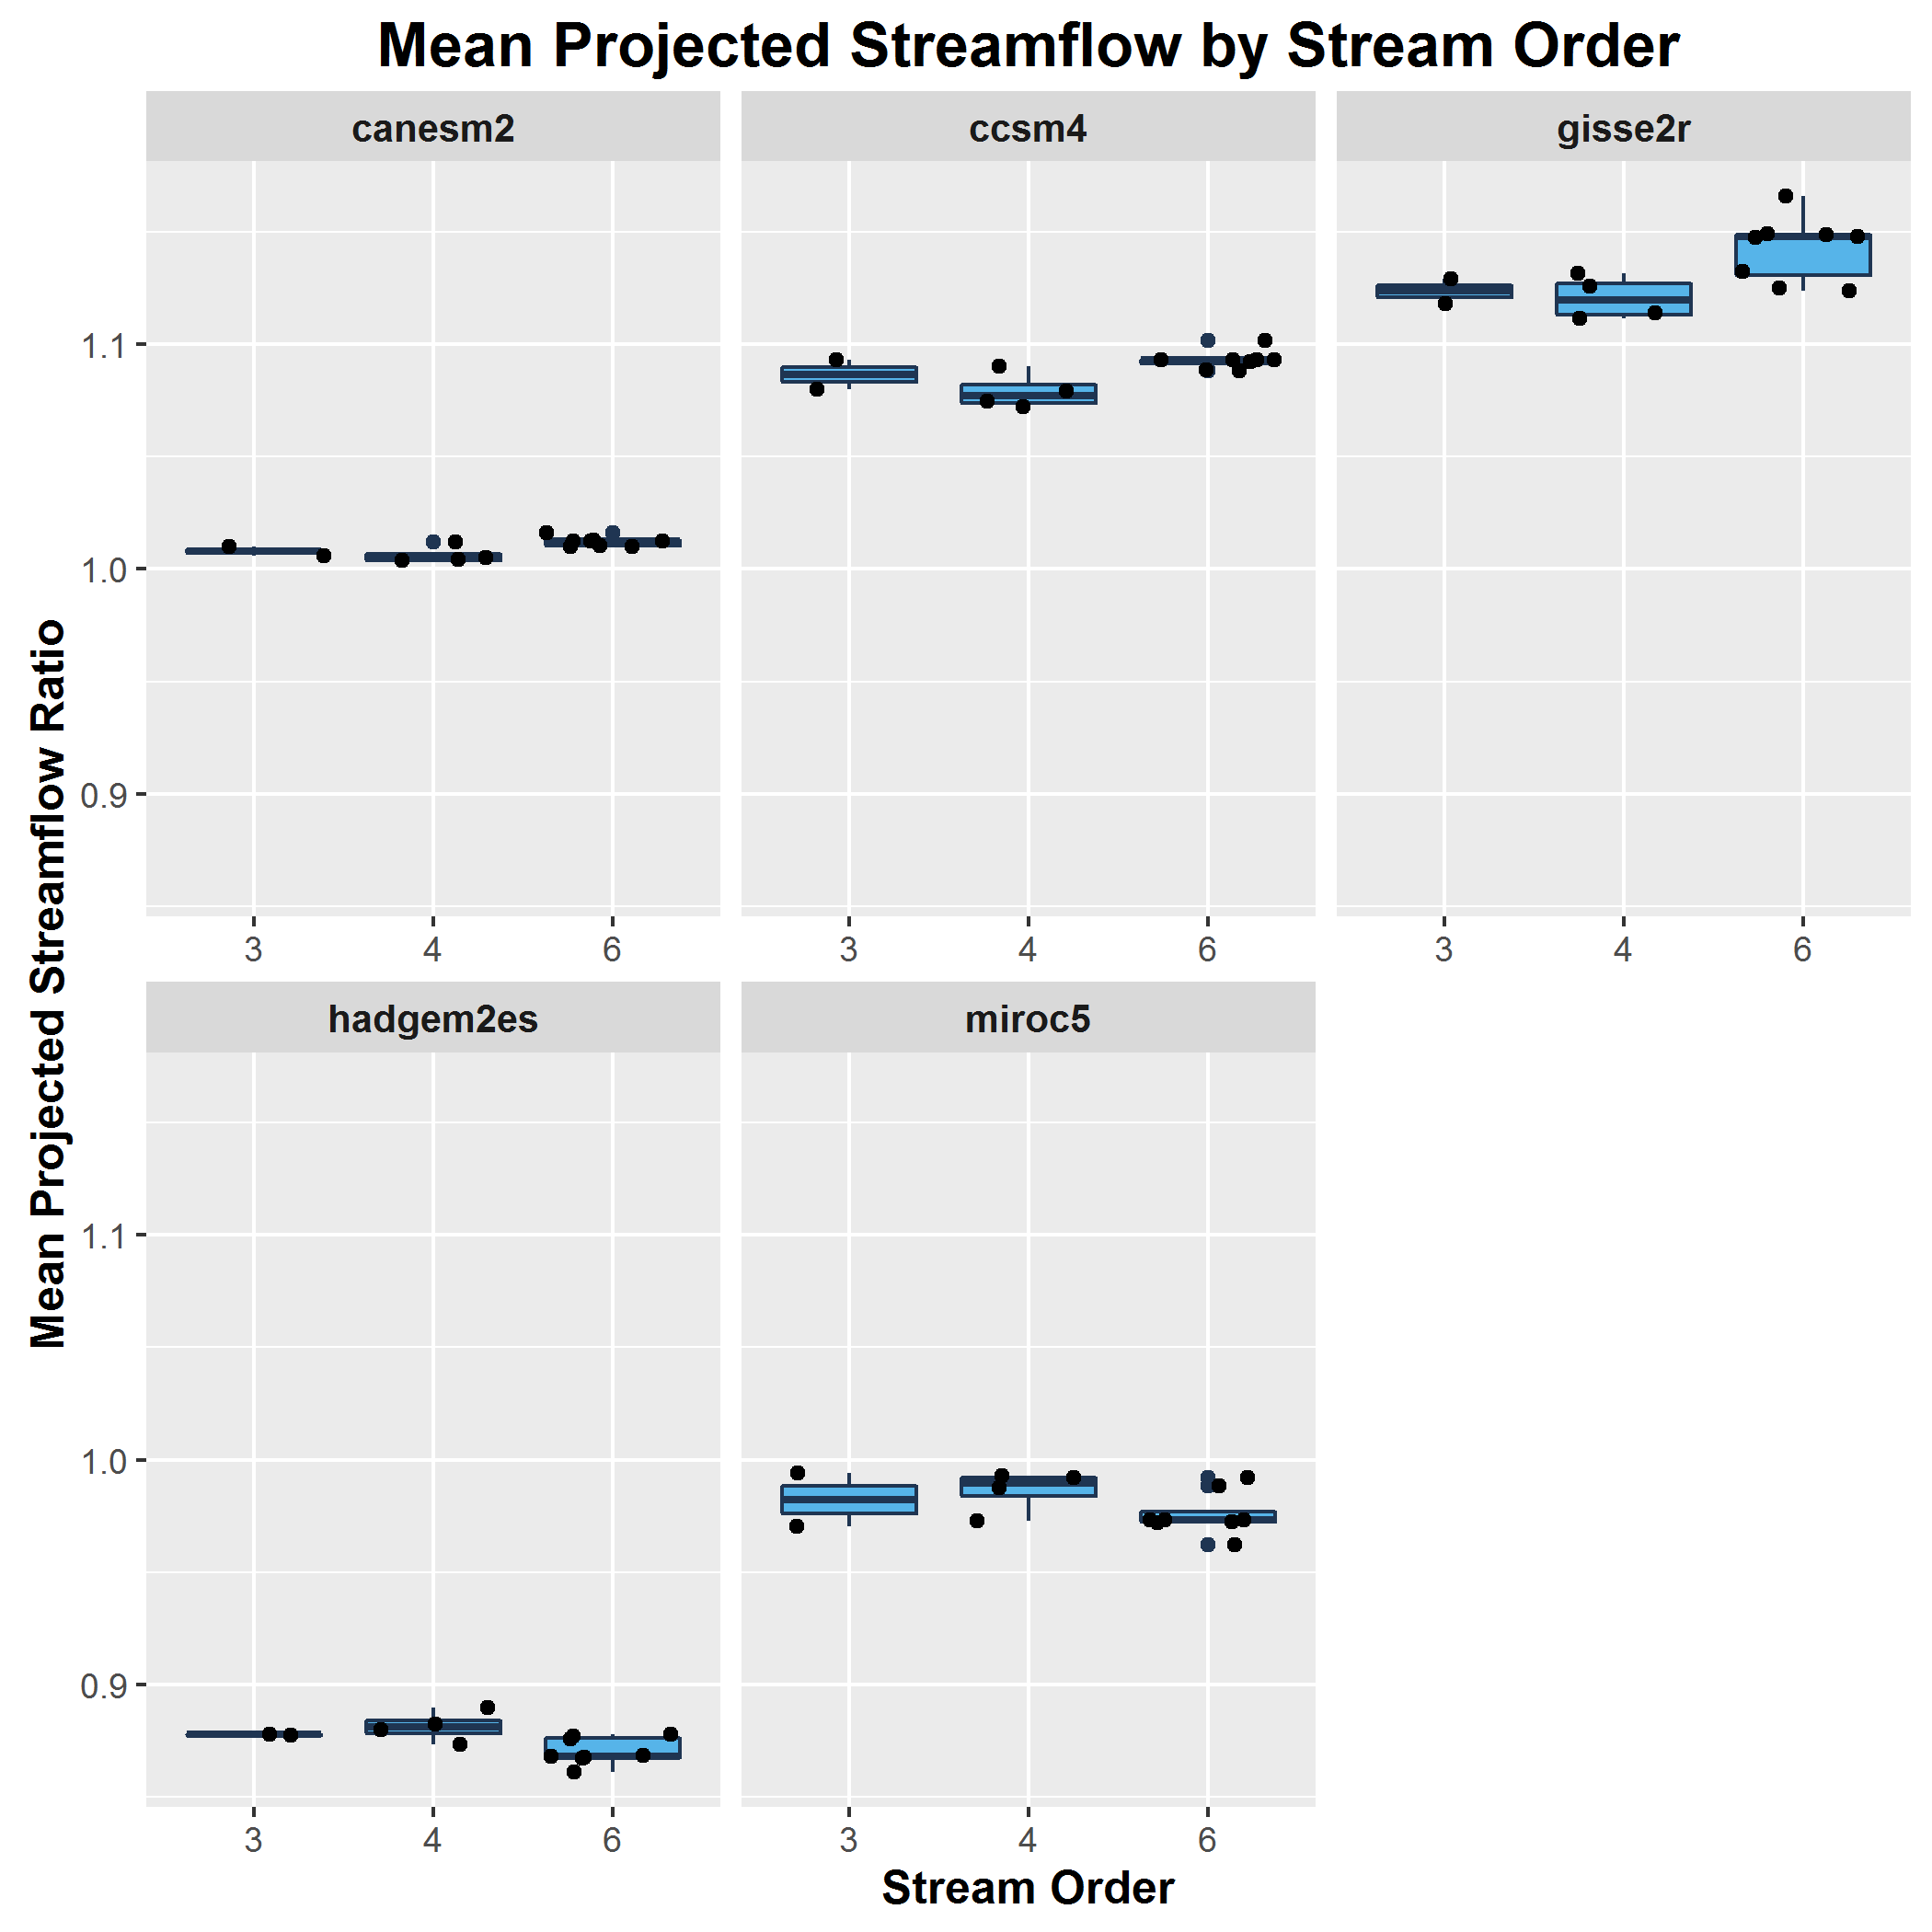 Mean Projected Streamflow by Stream Order
canesm2 ccsm4 gisse2r
1.1
1.0
0.9
3 4 6 3 4 6 3 4 6
Mean Projected Streamflow Ratio
hadgem2es miroc5
1.1
1.0
0.9
3 4 6 3 4 6
Stream Order